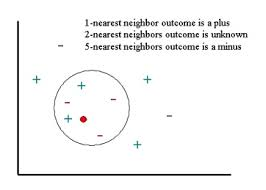 1-nearest neighbor outcome is a plus
2-nearest neighbors outcome is unknown
5-nearest neighbors outcome is a minus